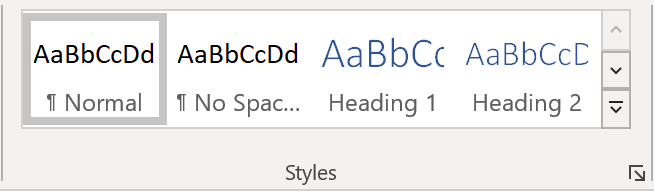 AaBbCcDd AaBbCcDd AaBbCc AaBbCcD
¶ Normal ¶ No Spac... Heading 1 Heading 2
Styles